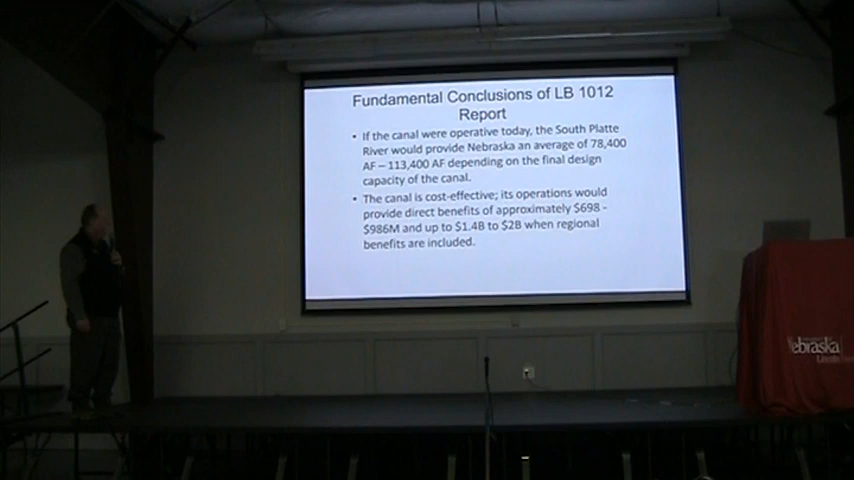 Fundamental Conclusions of LB 1012
Report
• If the canal were operative today, the South Platte
River would provide Nebraska an average of 78,400
AF – 113,400 AF depending on the final design
capacity of the canal.
• The canal is cost-effective; its operations would
provide direct benefits of approximately $698 -
$986M and up to $1.4B to $2B when regional
benefits are included.
Nebraska
Lincoln